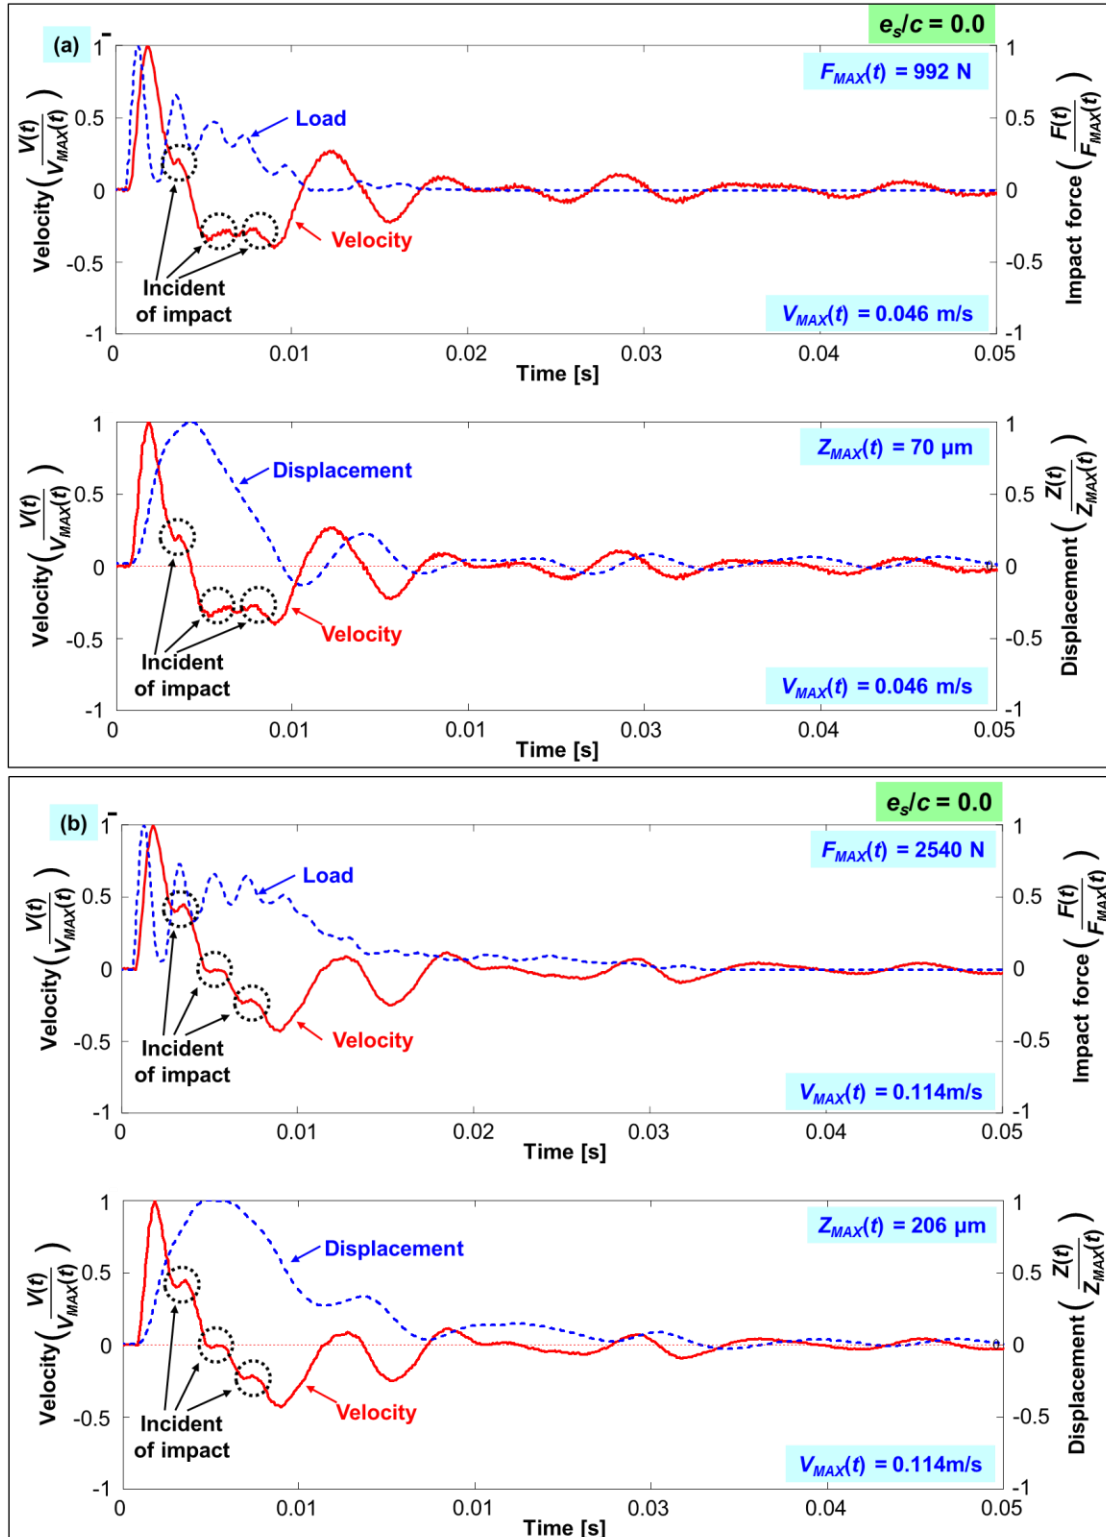 (a)
e_s/c = 0.0
F_MAX(t) = 992 N
Load
Velocity
Incident
of impact
V_MAX(t) = 0.046 m/s
Velocity ( V(t) / V_MAX(t) )
1
0.5
0
-0.5
-1
Impact force ( F(t) / F_MAX(t) )
1
0.5
0
-0.5
-1
0 0.01 0.02 0.03 0.04 0.05
Time [s]
Z_MAX(t) = 70 µm
Displacement
Velocity
Incident
of impact
V_MAX(t) = 0.046 m/s
Velocity ( V(t) / V_MAX(t) )
1
0.5
0
-0.5
-1
Displacement ( Z(t) / Z_MAX(t) )
1
0.5
0
-0.5
-1
0 0.01 0.02 0.03 0.04 0.05
Time [s]
(b)
e_s/c = 0.0
F_MAX(t) = 2540 N
Load
Velocity
Incident
of impact
V_MAX(t) = 0.114m/s
Velocity ( V(t) / V_MAX(t) )
1
0.5
0
-0.5
-1
Impact force ( F(t) / F_MAX(t) )
1
0.5
0
-0.5
-1
0 0.01 0.02 0.03 0.04 0.05
Time [s]
Z_MAX(t) = 206 µm
Displacement
Velocity
Incident
of impact
V_MAX(t) = 0.114m/s
Velocity ( V(t) / V_MAX(t) )
1
0.5
0
-0.5
-1
Displacement ( Z(t) / Z_MAX(t) )
1
0.5
0
-0.5
-1
0 0.01 0.02 0.03 0.04 0.05
Time [s]